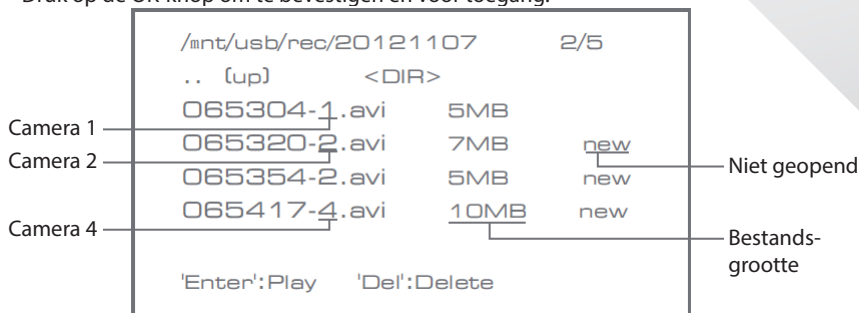 Druk op de OK-knop om te bevestigen en voor toegang.
/mnt/usb/rec/20121107 2/5
.. (up) <DIR>
065304-1.avi 5MB
Camera 1
065320-2.avi 7MB new
Camera 2
Niet geopend
065354-2.avi 5MB new
065417-4.avi 10MB new
Camera 4
Bestands-
grootte
'Enter':Play 'Del':Delete